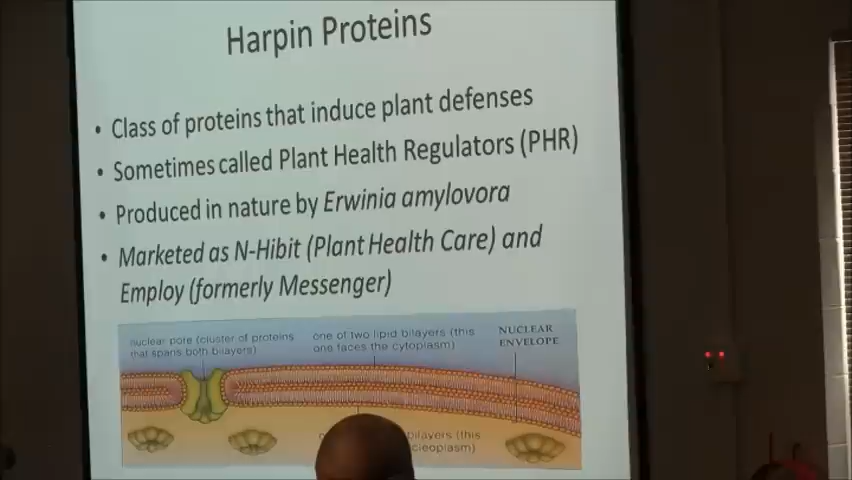 Harpin Proteins
• Class of proteins that induce plant defenses
• Sometimes called Plant Health Regulators (PHR)
• Produced in nature by Erwinia amylovora
• Marketed as N-Hibit (Plant Health Care) and
Employ (formerly Messenger)
nuclear pore (cluster of proteins
that spans both bilayers)
one of two lipid bilayers (this
one faces the cytoplasm)
NUCLEAR
ENVELOPE
bilayers (this